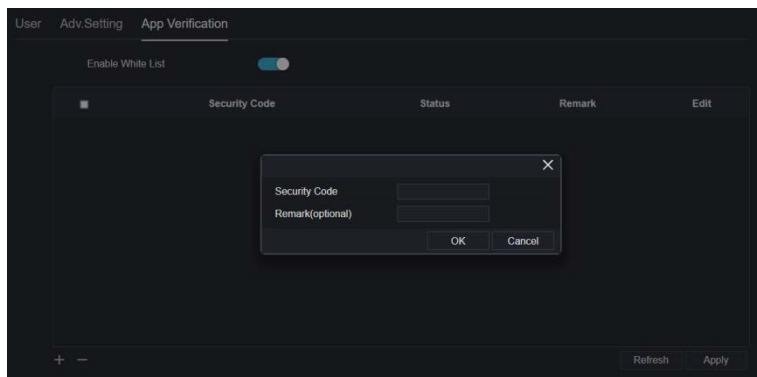 User Adv.Setting App Verification
Enable White List
Security Code Status Remark Edit
Security Code
Remark(optional)
OK Cancel
Refresh Apply